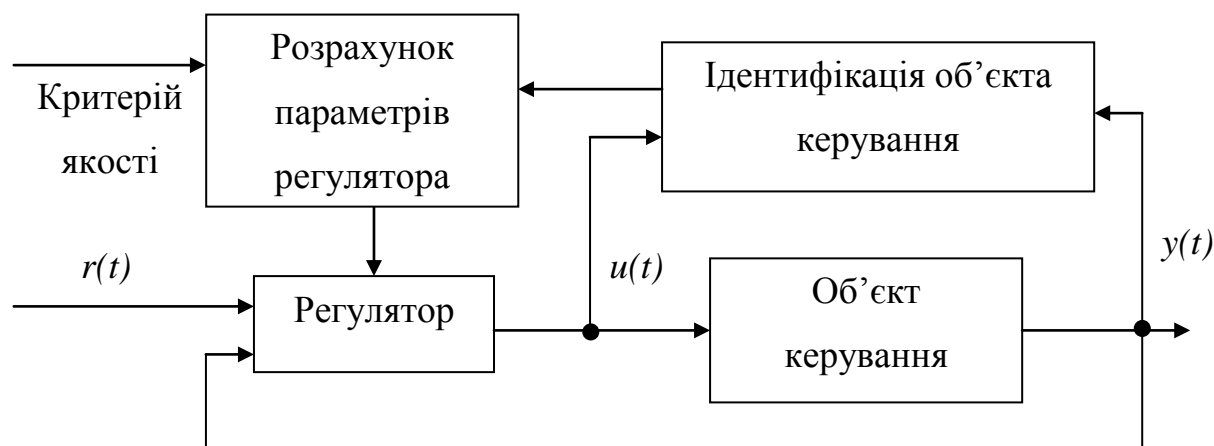 Розрахунок
параметрів
регулятора
Ідентифікація об’єкта
керування
Критерій
якості
r(t)
u(t)
y(t)
Регулятор
Об’єкт
керування